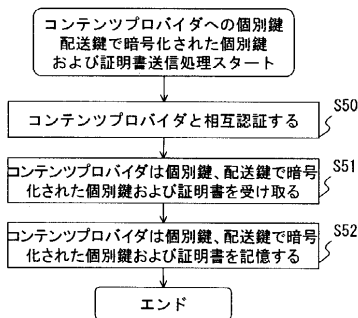 コンテンツプロバイダへの個別鍵
配送鍵で暗号化された個別鍵
および証明書送信処理スタート
S50
コンテンツプロバイダと相互認証する
S51
コンテンツプロバイダは個別鍵、配送鍵で暗号
化された個別鍵および証明書を受け取る
S52
コンテンツプロバイダは個別鍵、配送鍵で暗号
化された個別鍵および証明書を記憶する
エンド